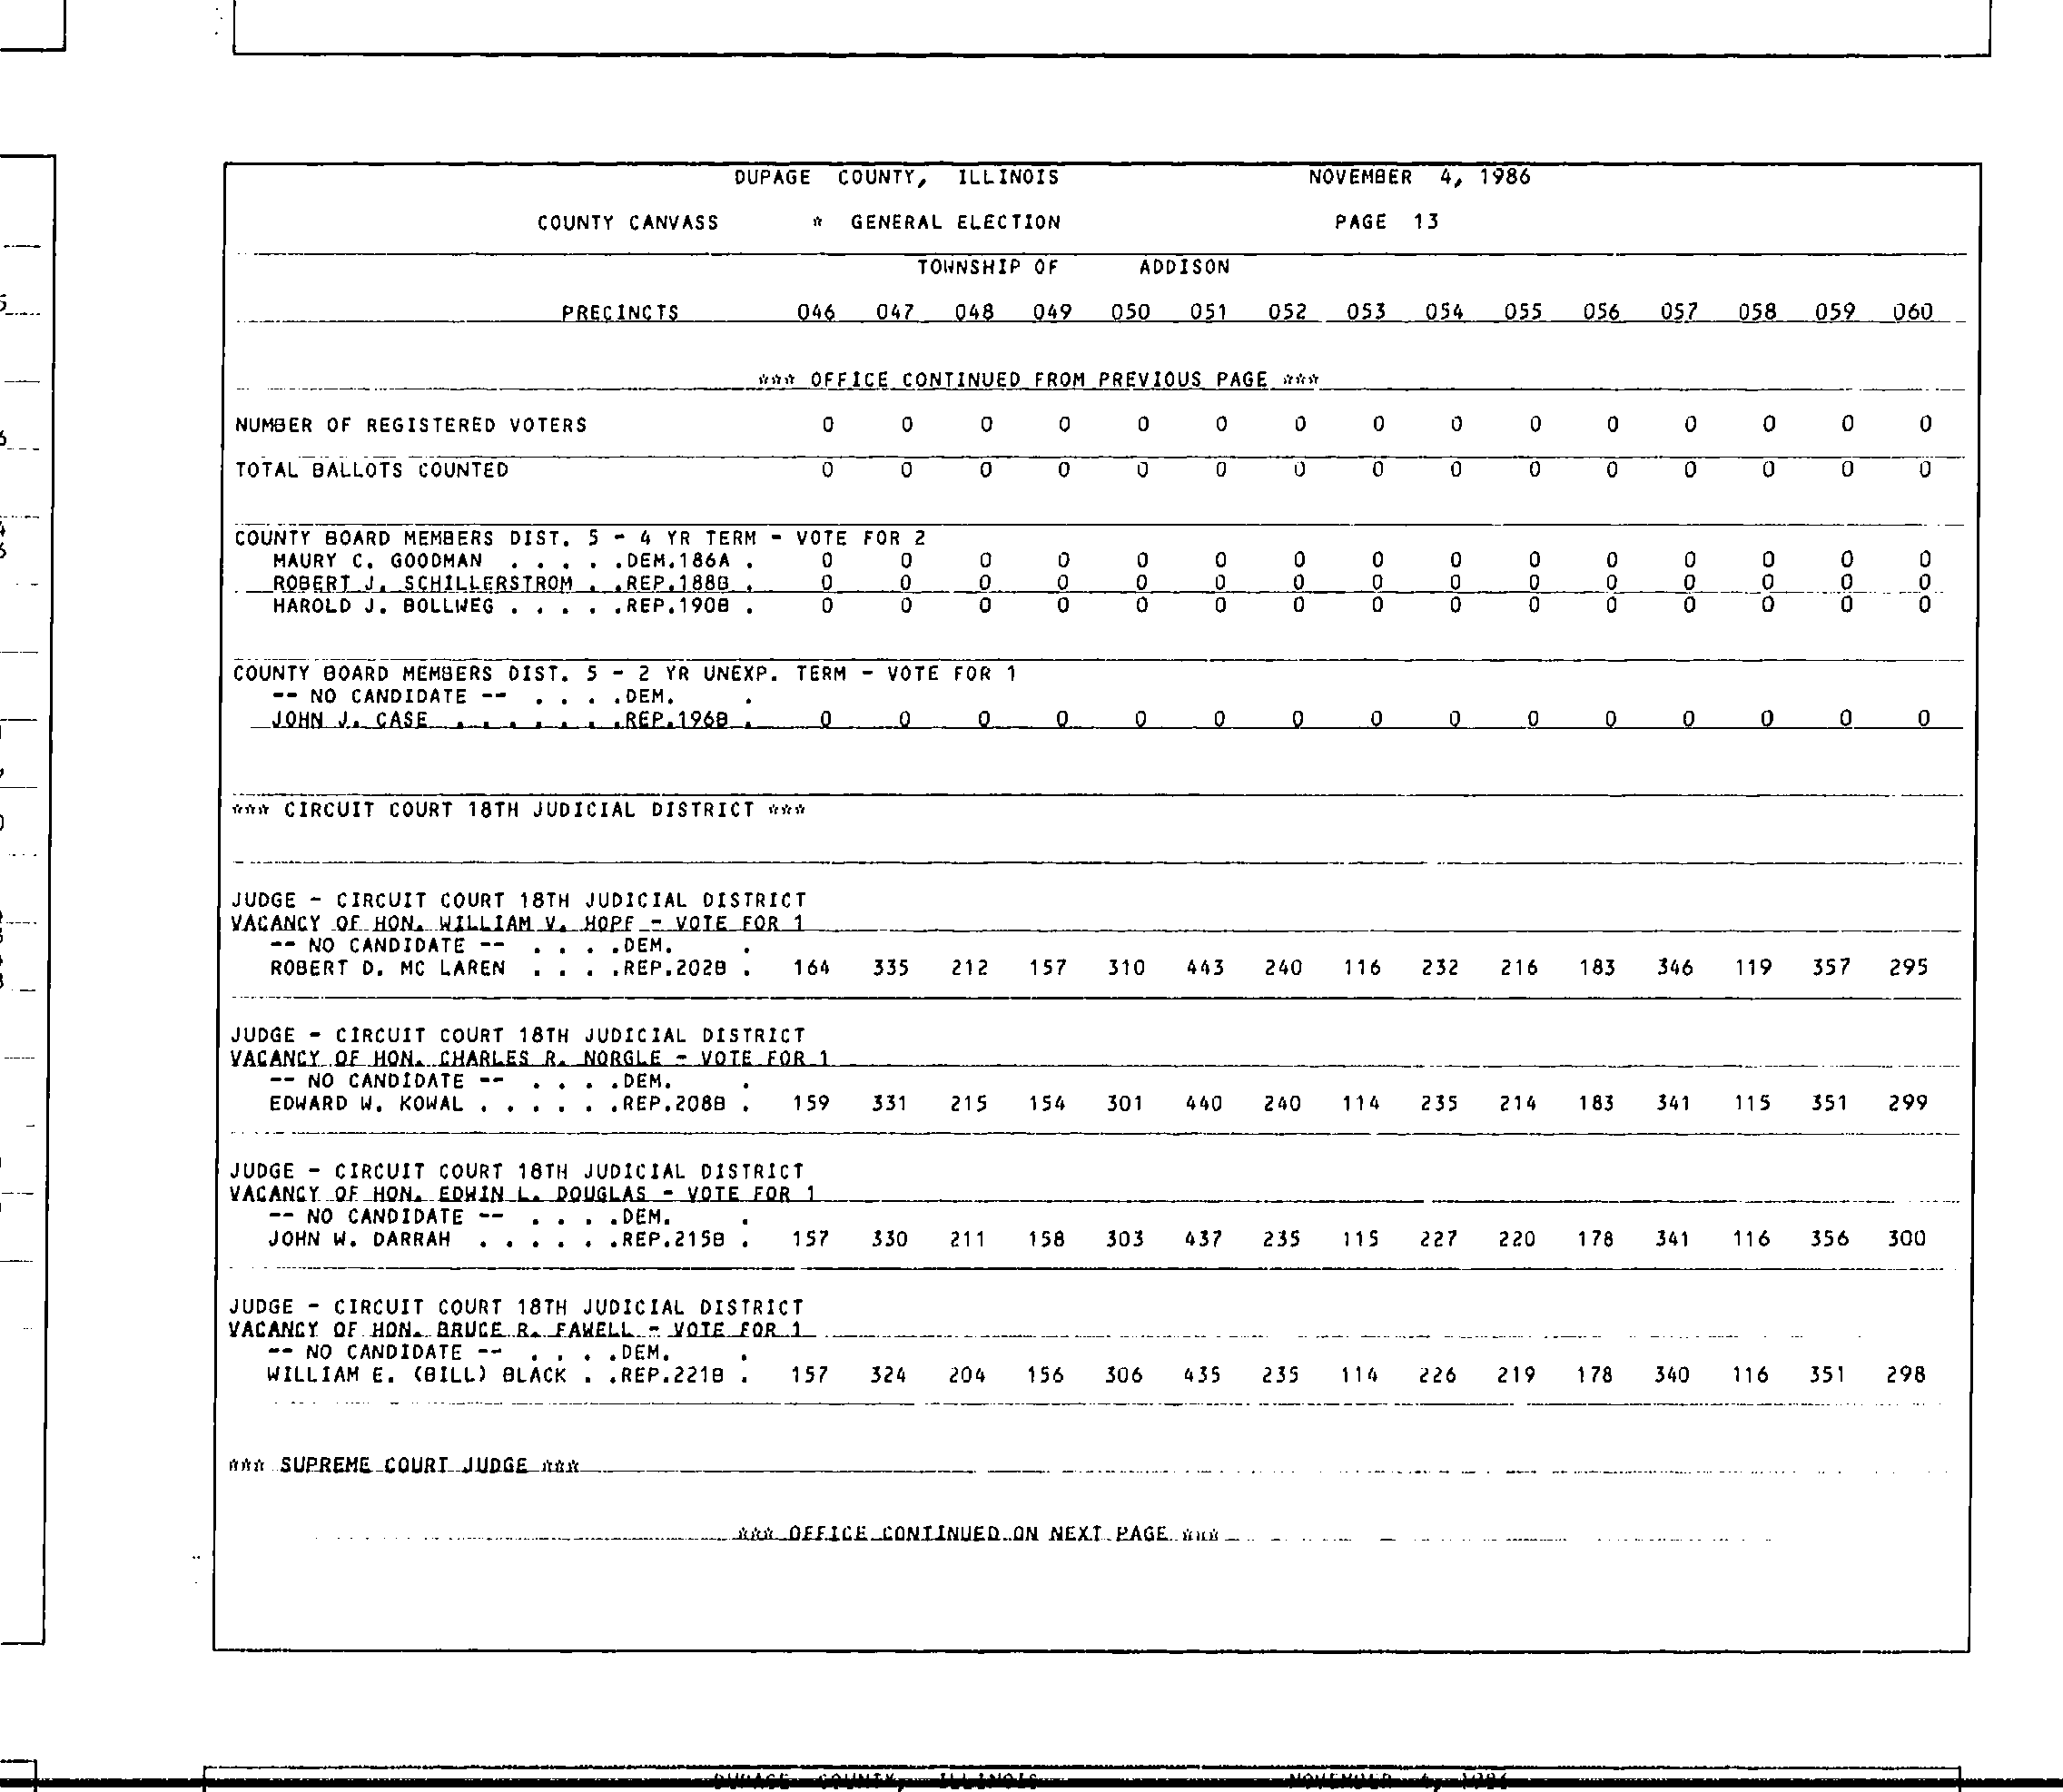 DUPAGE COUNTY, ILLINOIS NOVEMBER 4, 1986
COUNTY CANVASS * GENERAL ELECTION PAGE 13
TOWNSHIP OF ADDISON
PRECINCTS 046 047 048 049 050 051 052 053 054 055 056 057 058 059 060
*** OFFICE CONTINUED FROM PREVIOUS PAGE ***
NUMBER OF REGISTERED VOTERS 0 0 0 0 0 0 0 0 0 0 0 0 0 0 0
TOTAL BALLOTS COUNTED 0 0 0 0 0 0 0 0 0 0 0 0 0 0 0
COUNTY BOARD MEMBERS DIST. 5 - 4 YR TERM - VOTE FOR 2
MAURY C. GOODMAN . . . . .DEM.186A . 0 0 0 0 0 0 0 0 0 0 0 0 0 0 0
ROBERT J. SCHILLERSTROM . .REP.188B . 0 0 0 0 0 0 0 0 0 0 0 0 0 0 0
HAROLD J. BOLLWEG . . . . .REP.190B . 0 0 0 0 0 0 0 0 0 0 0 0 0 0 0
COUNTY BOARD MEMBERS DIST. 5 - 2 YR UNEXP. TERM - VOTE FOR 1
-- NO CANDIDATE -- . . . .DEM. .
JOHN J. CASE . . . . . . .REP.196B . 0 0 0 0 0 0 0 0 0 0 0 0 0 0 0
*** CIRCUIT COURT 18TH JUDICIAL DISTRICT ***
JUDGE - CIRCUIT COURT 18TH JUDICIAL DISTRICT
VACANCY OF HON. WILLIAM V. HOPF - VOTE FOR 1
-- NO CANDIDATE -- . . . .DEM. .
ROBERT D. MC LAREN . . . .REP.202B . 164 335 212 157 310 443 240 116 232 216 183 346 119 357 295
JUDGE - CIRCUIT COURT 18TH JUDICIAL DISTRICT
VACANCY OF HON. CHARLES R. NORGLE - VOTE FOR 1
-- NO CANDIDATE -- . . . .DEM. .
EDWARD W. KOWAL . . . . . .REP.208B . 159 331 215 154 301 440 240 114 235 214 183 341 115 351 299
JUDGE - CIRCUIT COURT 18TH JUDICIAL DISTRICT
VACANCY OF HON. EDWIN L. DOUGLAS - VOTE FOR 1
-- NO CANDIDATE -- . . . .DEM. .
JOHN W. DARRAH . . . . . .REP.215B . 157 330 211 158 303 437 235 115 227 220 178 341 116 356 300
JUDGE - CIRCUIT COURT 18TH JUDICIAL DISTRICT
VACANCY OF HON. BRUCE R. FAWELL - VOTE FOR 1
-- NO CANDIDATE -- . . . .DEM. .
WILLIAM E. (BILL) BLACK . .REP.221B . 157 324 204 156 306 435 235 114 226 219 178 340 116 351 298
*** SUPREME COURT JUDGE ***
*** OFFICE CONTINUED ON NEXT PAGE ***
DUPAGE COUNTY, ILLINOIS NOVEMBER 4, 1986